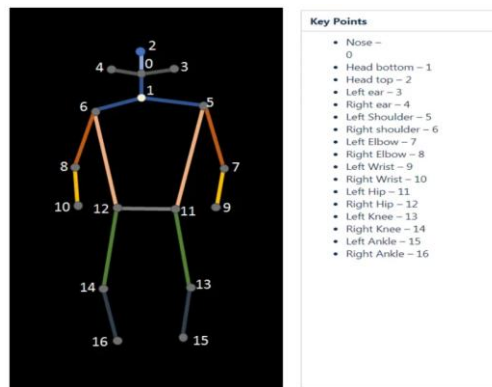 2
0
4
3
1
6
5
8
7
10
12
11
9
14
13
16
15
Key Points
• Nose –
0
• Head bottom – 1
• Head top – 2
• Left ear – 3
• Right ear – 4
• Left Shoulder – 5
• Right shoulder – 6
• Left Elbow – 7
• Right Elbow – 8
• Left Wrist – 9
• Right Wrist – 10
• Left Hip – 11
• Right Hip – 12
• Left Knee – 13
• Right Knee – 14
• Left Ankle – 15
• Right Ankle – 16